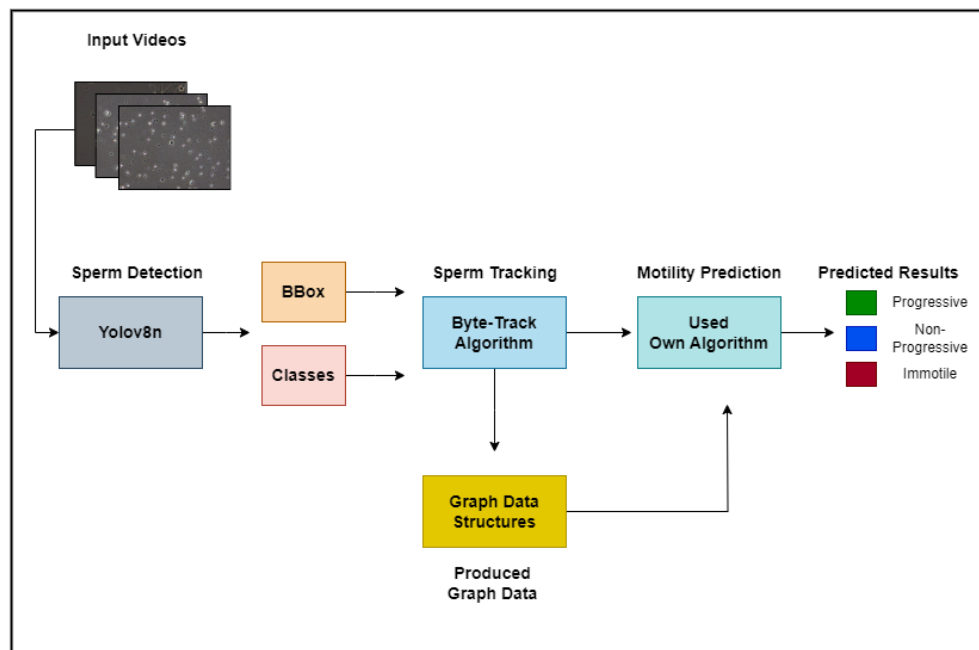 Input Videos
Sperm Detection
Yolov8n
BBox
Classes
Sperm Tracking
Byte-Track
Algorithm
Motility Prediction
Used
Own Algorithm
Predicted Results
Progressive
Non-
Progressive
Immotile
Graph Data
Structures
Produced
Graph Data